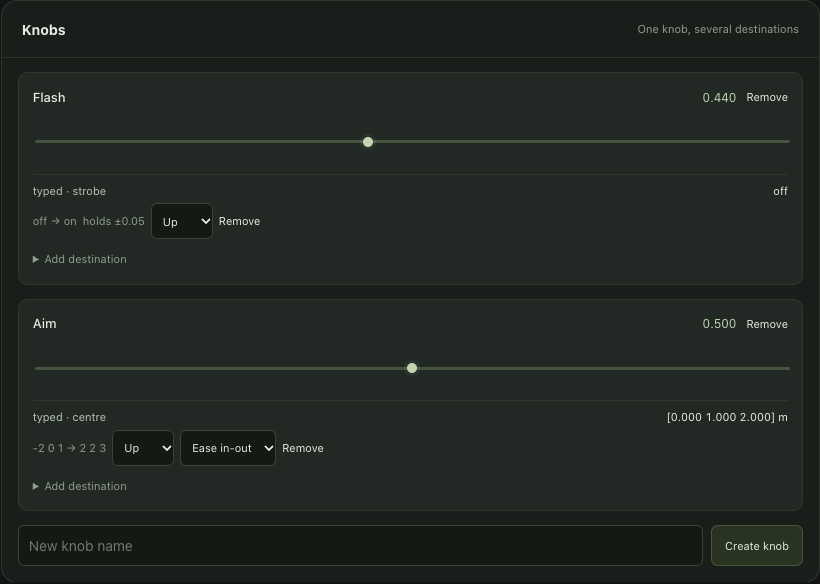 Knobs One knob, several destinations
Flash 0.440 Remove
typed · strobe off
off → on holds ±0.05 Up Remove
▶ Add destination
Aim 0.500 Remove
typed · centre [0.000 1.000 2.000] m
-2 0 1 → 2 2 3 Up Ease in-out Remove
▶ Add destination
New knob name Create knob